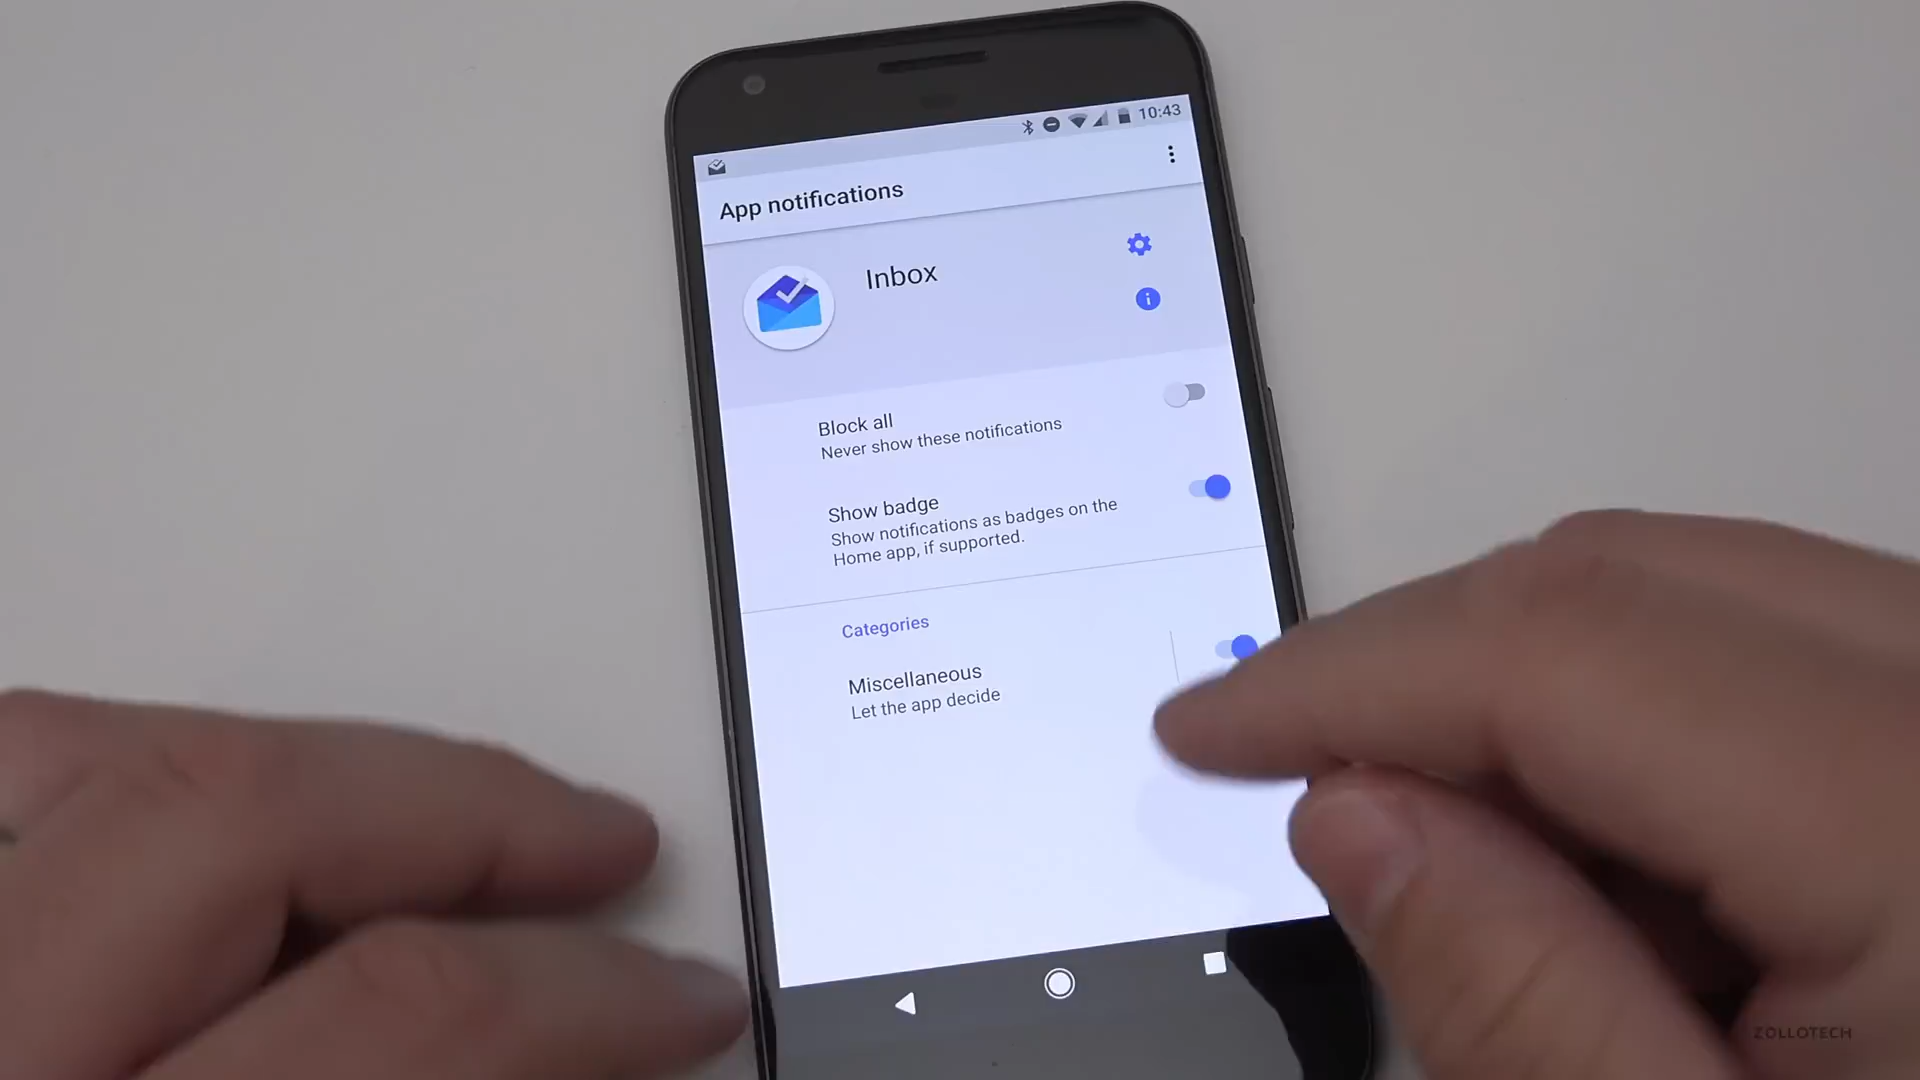 10:43
App notifications
Inbox
Block all
Never show these notifications
Show badge
Show notifications as badges on the
Home app, if supported.
Categories
Miscellaneous
Let the app decide
ZOLLOTECH